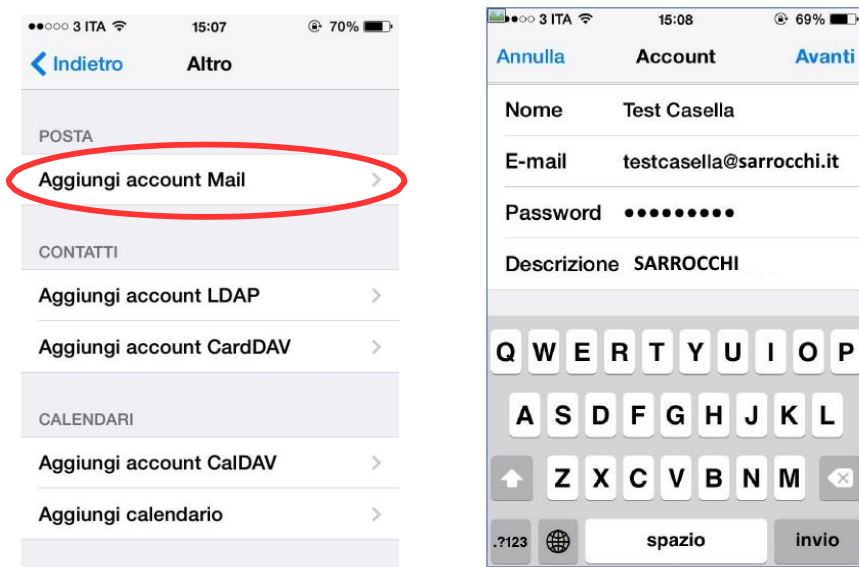 3 ITA 15:07 70%
Indietro Altro
POSTA
Aggiungi account Mail
CONTATTI
Aggiungi account LDAP
Aggiungi account CardDAV
CALENDARI
Aggiungi account CalDAV
Aggiungi calendario
3 ITA 15:08 69%
Annulla Account Avanti
Nome Test Casella
E-mail testcasella@sarrocchi.it
Password •••••••••
Descrizione SARROCCHI
Q W E R T Y U I O P
A S D F G H J K L
Z X C V B N M
.?123 spazio invio